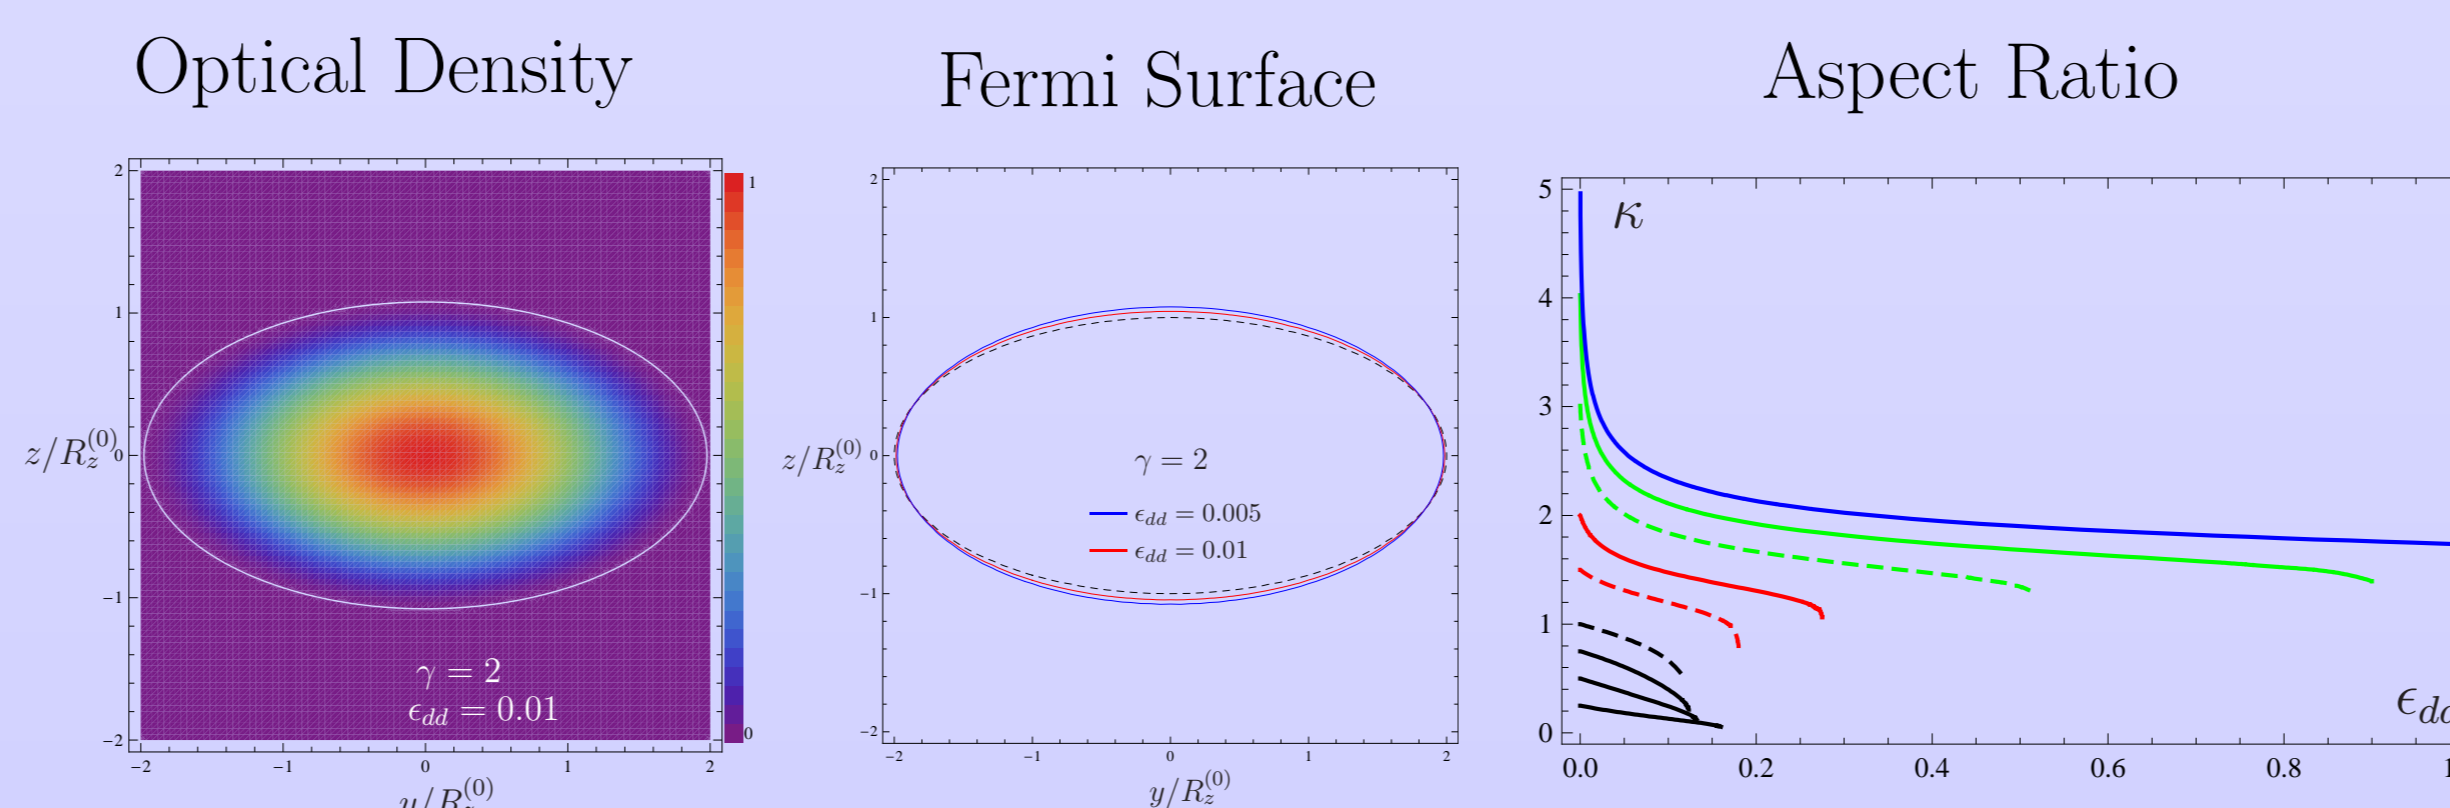 Optical Density
2
1
0
−1
−2
z/R_z^(0)
1
0
γ = 2
ϵ_dd = 0.01
−2 −1 0 1 2
y/R_z^(0)
Fermi Surface
2
1
0
−1
−2
z/R_z^(0)
γ = 2
ϵ_dd = 0.005
ϵ_dd = 0.01
−2 −1 0 1 2
y/R_z^(0)
Aspect Ratio
5
4
3
2
1
0
κ
ϵ_dd
0.0 0.2 0.4 0.6 0.8